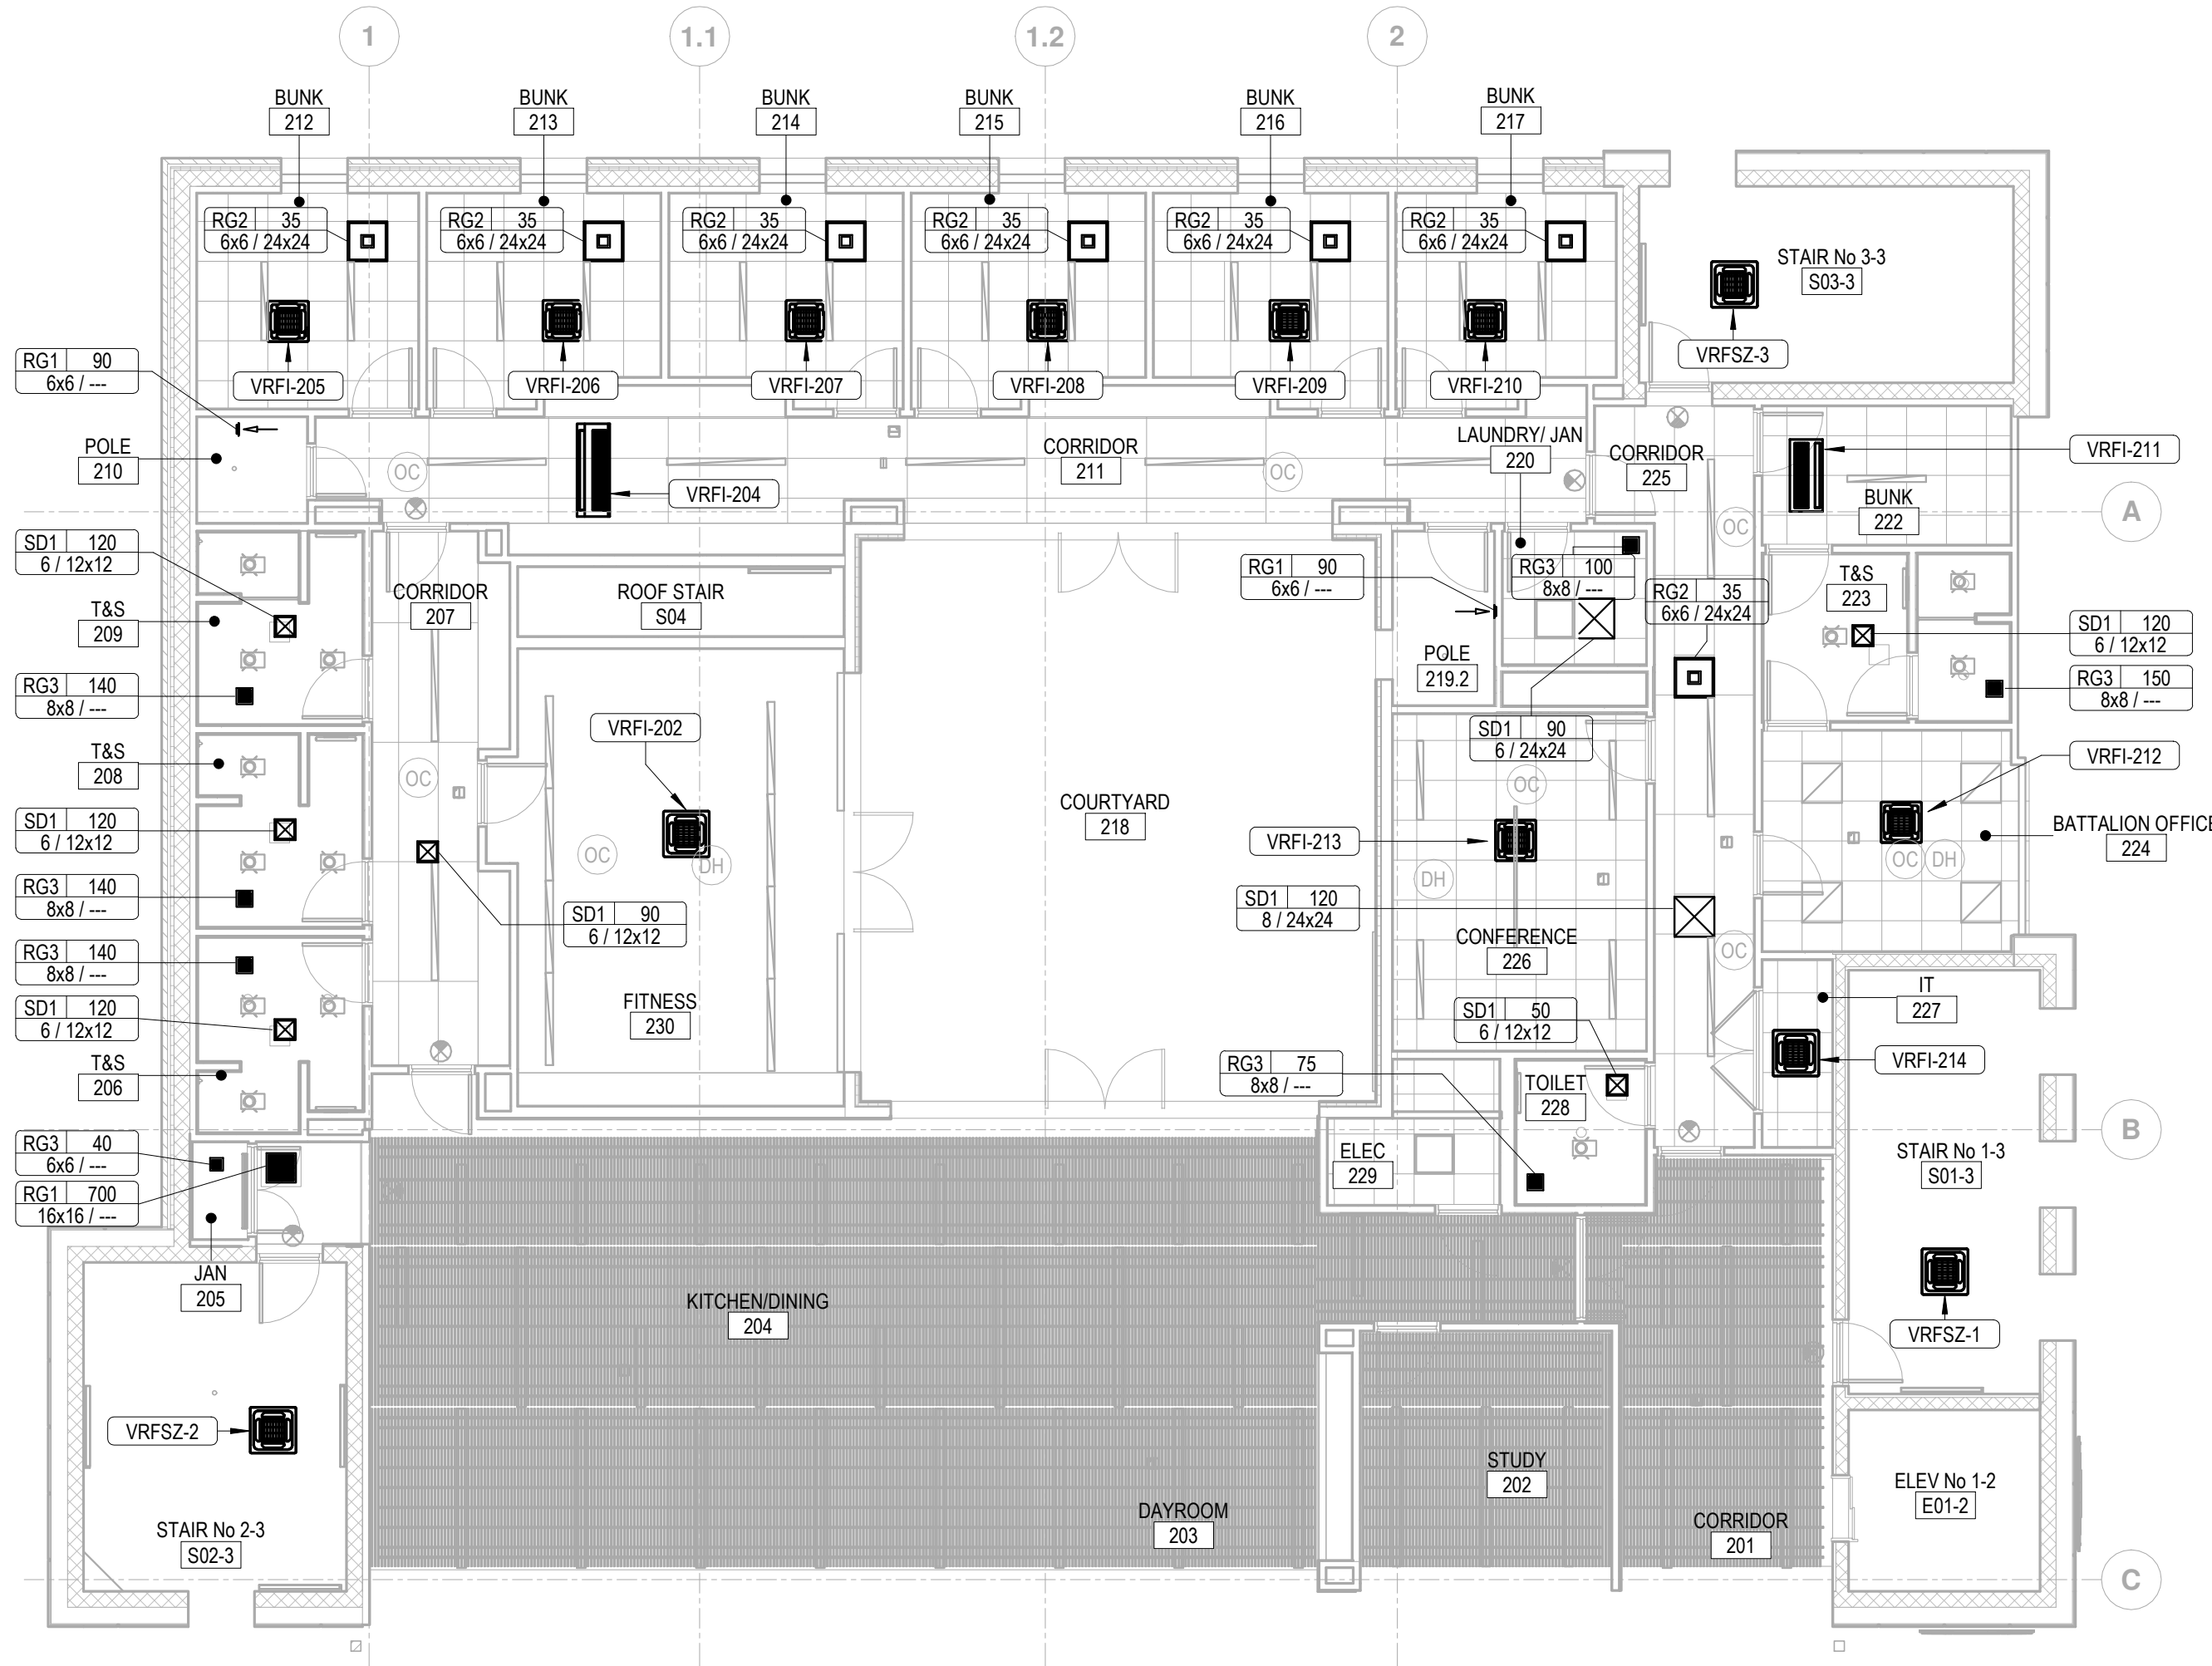 1
1.1
1.2
2
BUNK
212
BUNK
213
BUNK
214
BUNK
215
BUNK
216
BUNK
217
RG2 35
6x6 / 24x24
RG2 35
6x6 / 24x24
RG2 35
6x6 / 24x24
RG2 35
6x6 / 24x24
RG2 35
6x6 / 24x24
RG2 35
6x6 / 24x24
STAIR No 3-3
S03-3
VRFSZ-3
VRFI-205
VRFI-206
VRFI-207
VRFI-208
VRFI-209
VRFI-210
RG1 90
6x6 / ---
POLE
210
OC
VRFI-204
CORRIDOR
211
OC
LAUNDRY/ JAN
220
CORRIDOR
225
VRFI-211
BUNK
222
A
OC
SD1 120
6 / 12x12
T&S
209
RG3 140
8x8 / ---
CORRIDOR
207
ROOF STAIR
S04
RG1 90
6x6 / ---
RG3 100
8x8 / ---
RG2 35
6x6 / 24x24
T&S
223
SD1 120
6 / 12x12
RG3 150
8x8 / ---
POLE
219.2
SD1 90
6 / 24x24
T&S
208
OC
VRFI-202
OC
DH
COURTYARD
218
OC
VRFI-213
DH
VRFI-212
BATTALION OFFICE
224
OC
DH
SD1 120
6 / 12x12
RG3 140
8x8 / ---
SD1 90
6 / 12x12
SD1 120
8 / 24x24
CONFERENCE
226
OC
RG3 140
8x8 / ---
SD1 120
6 / 12x12
FITNESS
230
SD1 50
6 / 12x12
IT
227
VRFI-214
T&S
206
RG3 75
8x8 / ---
TOILET
228
B
RG3 40
6x6 / ---
RG1 700
16x16 / ---
ELEC
229
STAIR No 1-3
S01-3
JAN
205
KITCHEN/DINING
204
VRFSZ-1
VRFSZ-2
STUDY
202
ELEV No 1-2
E01-2
DAYROOM
203
CORRIDOR
201
STAIR No 2-3
S02-3
C